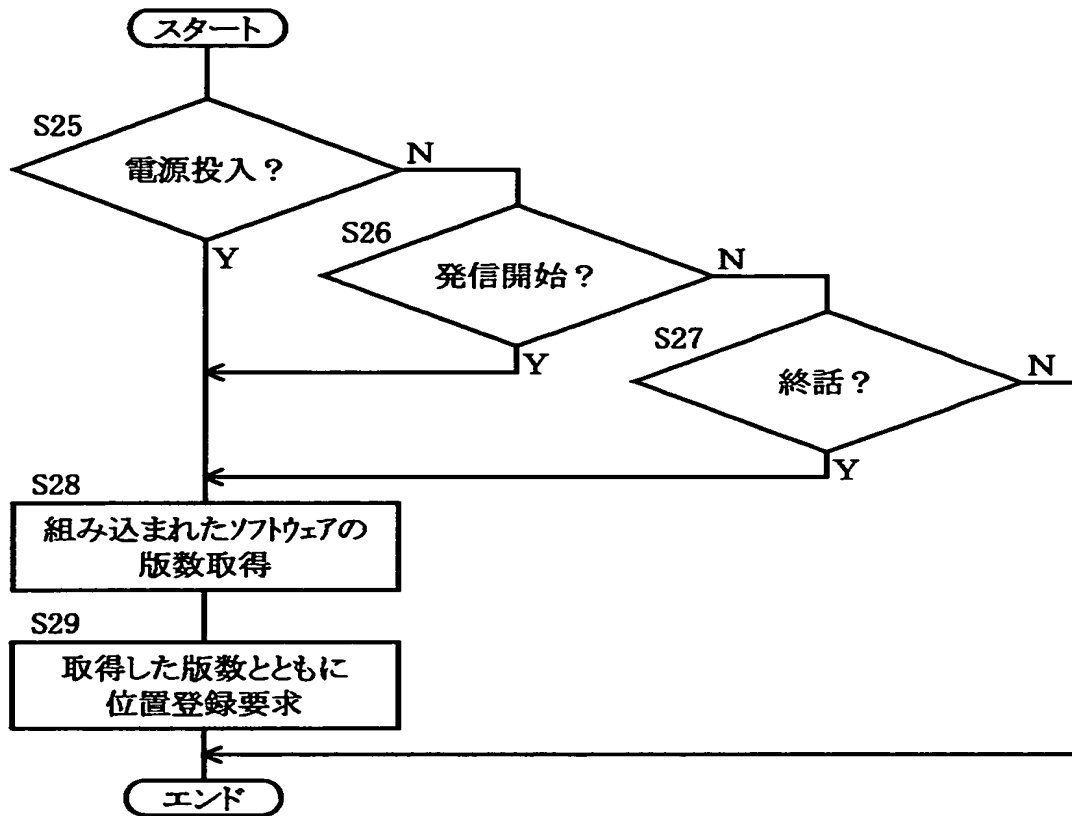 スタート
S25
電源投入？
N
Y
S26
発信開始？
N
Y
S27
終話？
N
Y
S28
組み込まれたソフトウェアの
版数取得
S29
取得した版数とともに
位置登録要求
エンド